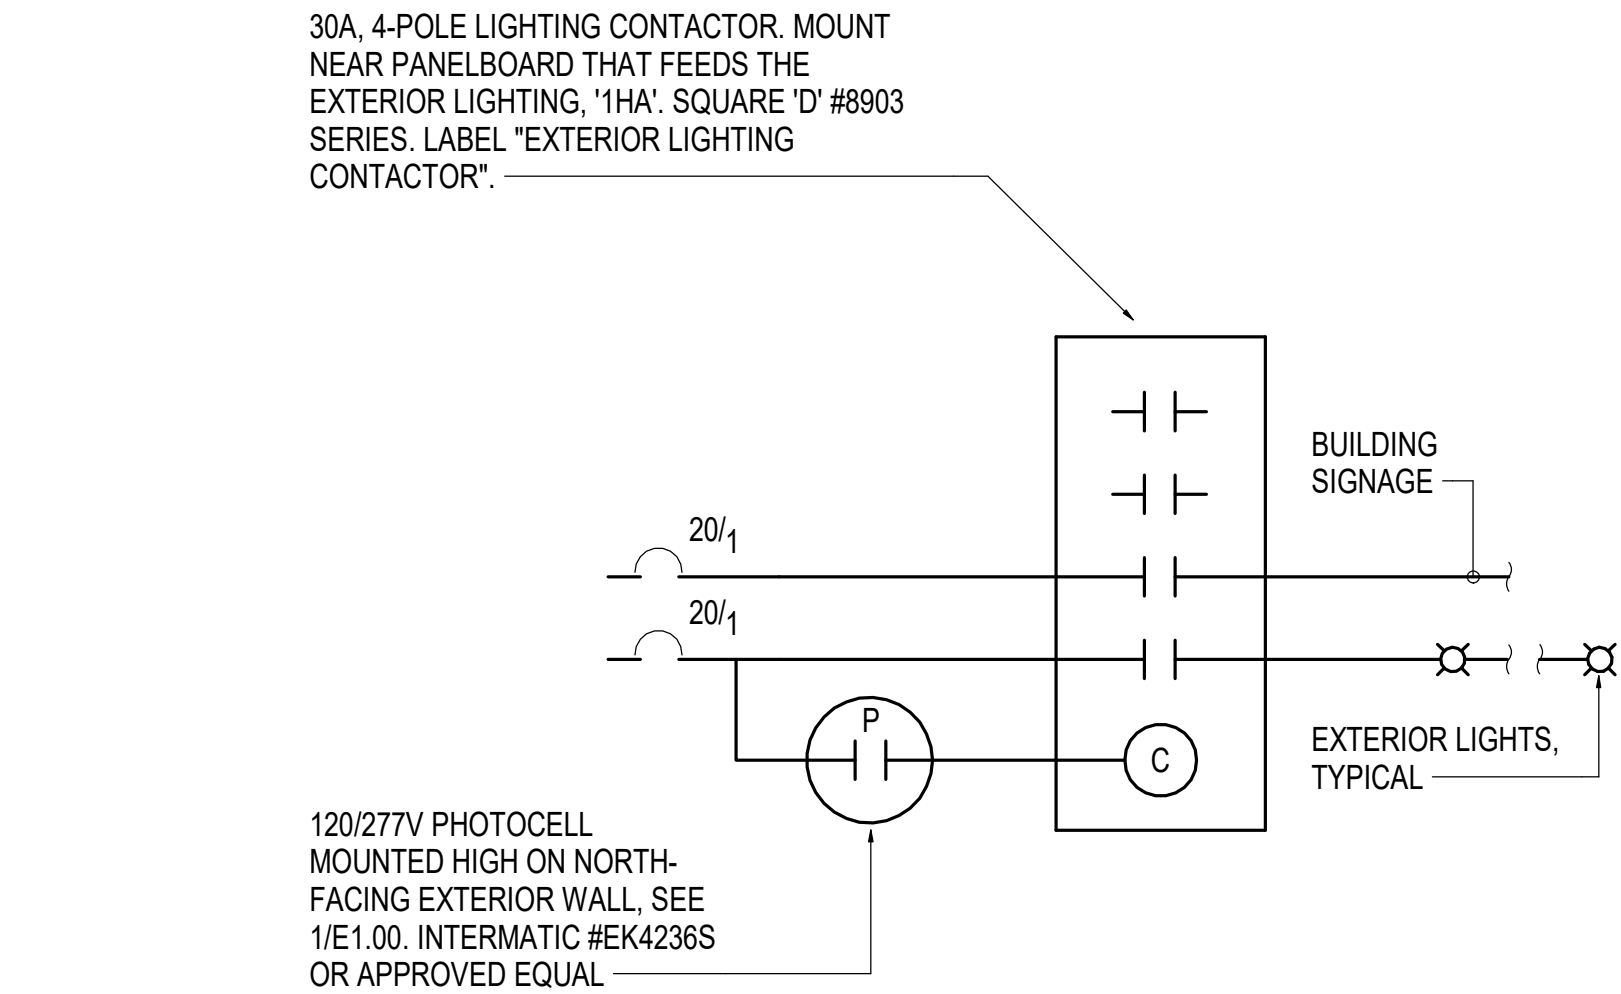 30A, 4-POLE LIGHTING CONTACTOR. MOUNT
NEAR PANELBOARD THAT FEEDS THE
EXTERIOR LIGHTING, '1HA'. SQUARE 'D' #8903
SERIES. LABEL "EXTERIOR LIGHTING
CONTACTOR".
BUILDING
SIGNAGE
20/1
20/1
P
C
EXTERIOR LIGHTS,
TYPICAL
120/277V PHOTOCELL
MOUNTED HIGH ON NORTH-
FACING EXTERIOR WALL, SEE
1/E1.00. INTERMATIC #EK4236S
OR APPROVED EQUAL